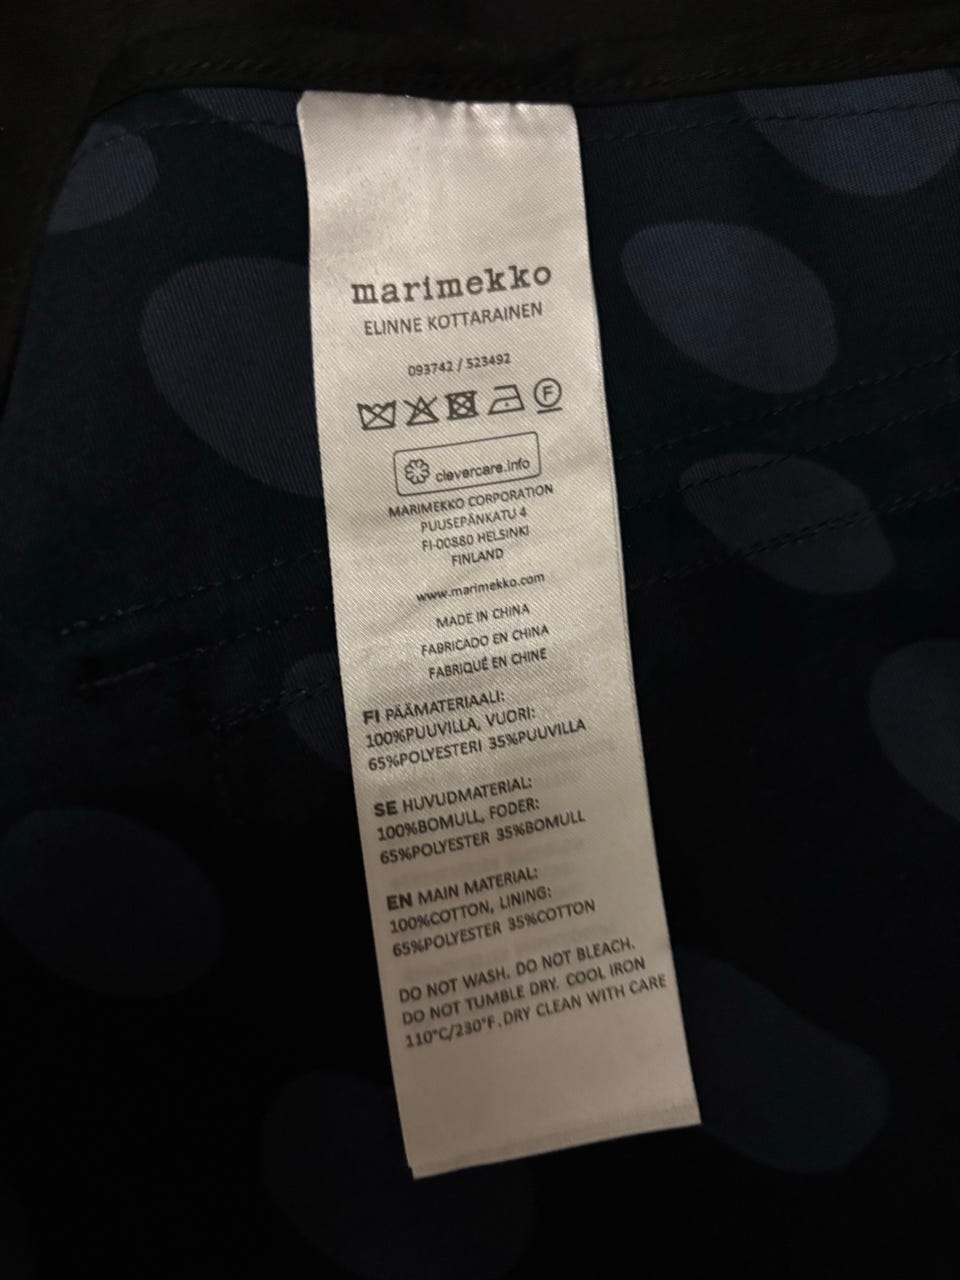 marimekko
ELINNE KOTTARAINEN
093742 / 523492
F
clevercare.info
MARIMEKKO CORPORATION
PUUSEPÄNKATU 4
FI-00880 HELSINKI
FINLAND
www.marimekko.com
MADE IN CHINA
FABRICADO EN CHINA
FABRIQUÉ EN CHINE
FI PÄÄMATERIAALI:
100%PUUVILLA, VUORI:
65%POLYESTERI 35%PUUVILLA
SE HUVUDMATERIAL:
100%BOMULL, FODER:
65%POLYESTER 35%BOMULL
EN MAIN MATERIAL:
100%COTTON, LINING:
65%POLYESTER 35%COTTON
DO NOT WASH. DO NOT BLEACH.
DO NOT TUMBLE DRY. COOL IRON
110°C/230°F.DRY CLEAN WITH CARE